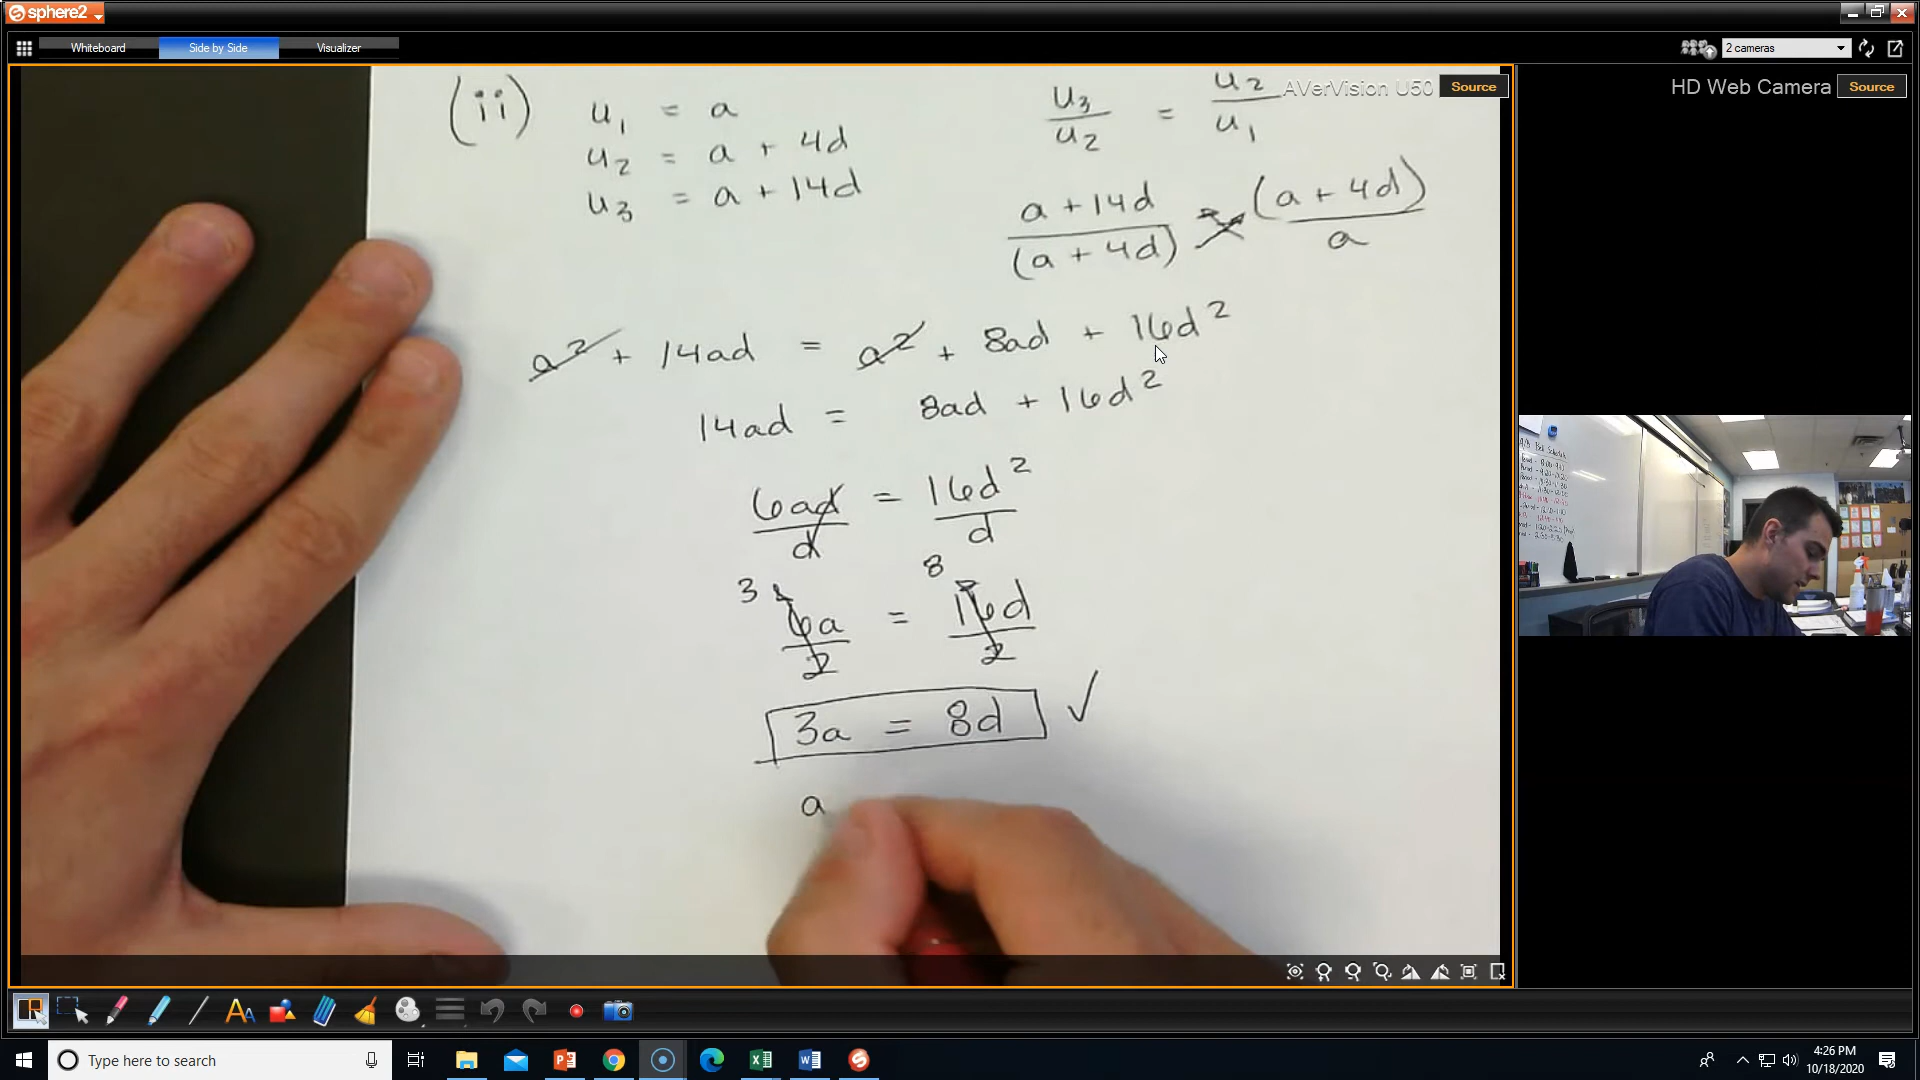 sphere2
Whiteboard Side by Side Visualizer
2 cameras
AVerVision U50 Source
HD Web Camera Source
(ii)
u1 = a
u2 = a + 4d
u3 = a + 14d
u3/u2 = u2/u1
a + 14d/(a + 4d) (a + 4d)/a
a² + 14ad = a² + 8ad + 16d²
14ad = 8ad + 16d²
6ad/d = 16d²/d
3 8
6a/2 = 16d/2
3a = 8d ✓
a
Type here to search
4:26 PM
10/18/2020